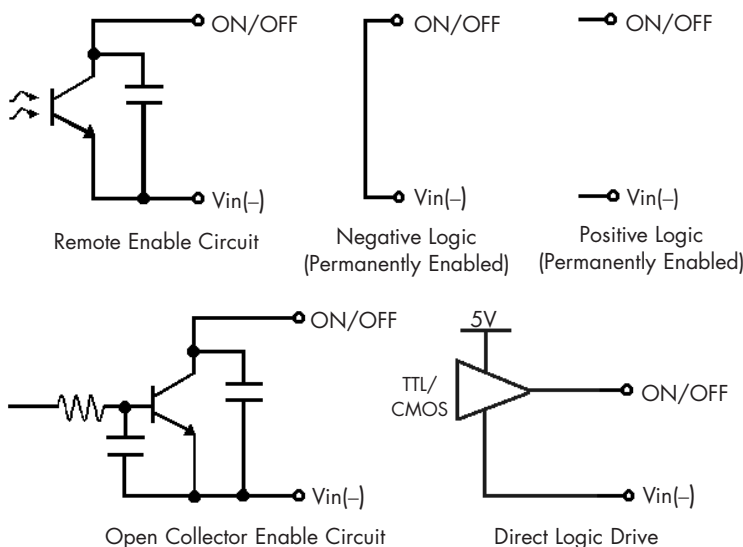 ON/OFF
Vin(–)
Remote Enable Circuit
ON/OFF
Vin(–)
Negative Logic
(Permanently Enabled)
ON/OFF
Vin(–)
Positive Logic
(Permanently Enabled)
ON/OFF
Vin(–)
Open Collector Enable Circuit
5V
TTL/
CMOS
ON/OFF
Vin(–)
Direct Logic Drive